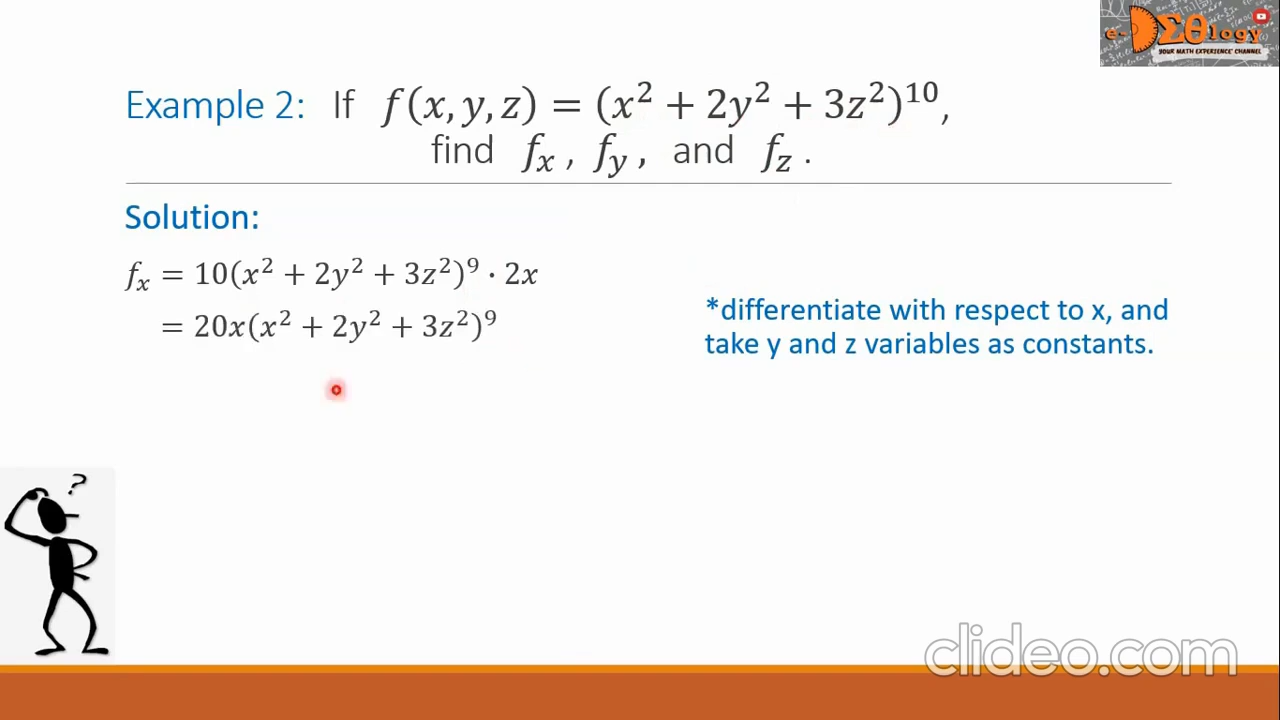 e-DΣθlogy
YOUR MATH EXPERIENCE CHANNEL
Example 2: If f(x, y, z) = (x² + 2y² + 3z²)¹⁰,
find fₓ , f_y , and f_z .
Solution:
fₓ = 10(x² + 2y² + 3z²)⁹ · 2x
= 20x(x² + 2y² + 3z²)⁹
*differentiate with respect to x, and
take y and z variables as constants.
?
clideo.com